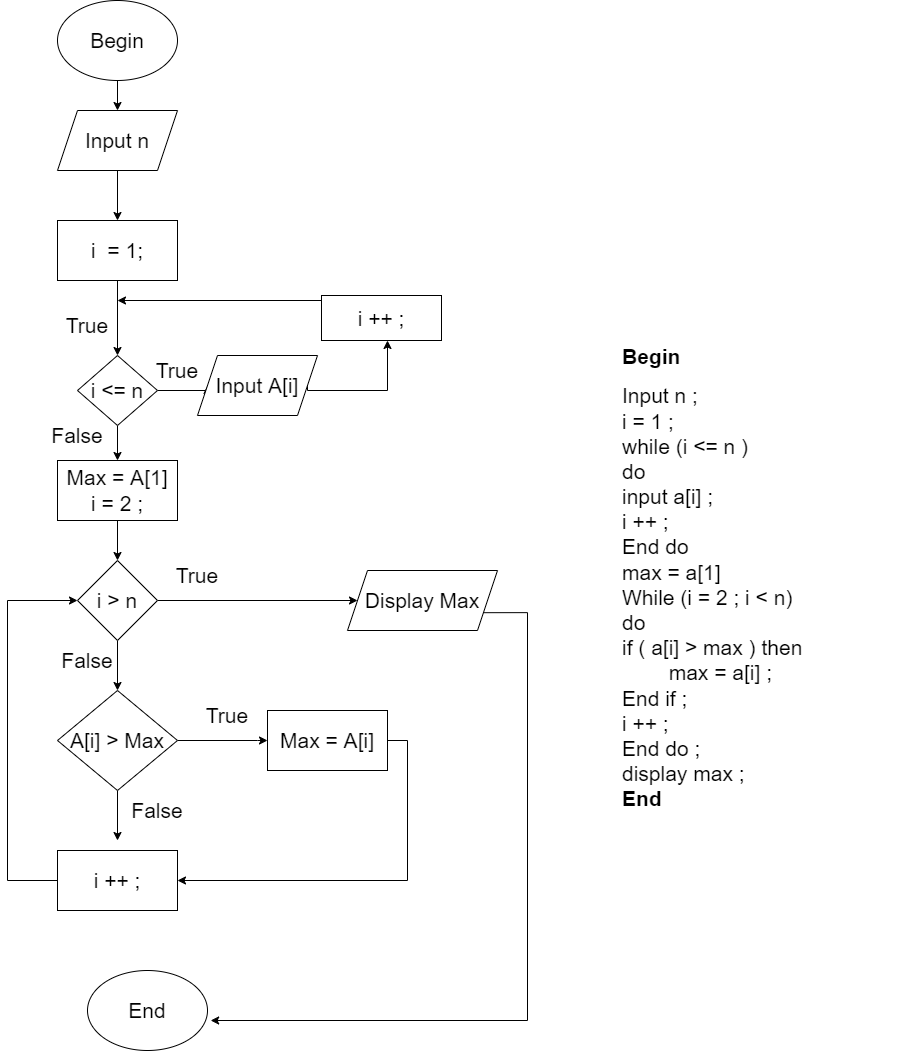 Begin
Input n
i  = 1;
i ++ ;
True
True
i <= n
Input A[i]
False
Max = A[1]
i = 2 ;
True
i > n
Display Max
False
True
A[i] > Max
Max = A[i]
False
i ++ ;
End
Begin
Input n ;
i = 1 ;
while (i <= n )
do
input a[i] ;
i ++ ;
End do
max = a[1]
While (i = 2 ; i < n)
do
if ( a[i] > max ) then
max = a[i] ;
End if ;
i ++ ;
End do ;
display max ;
End